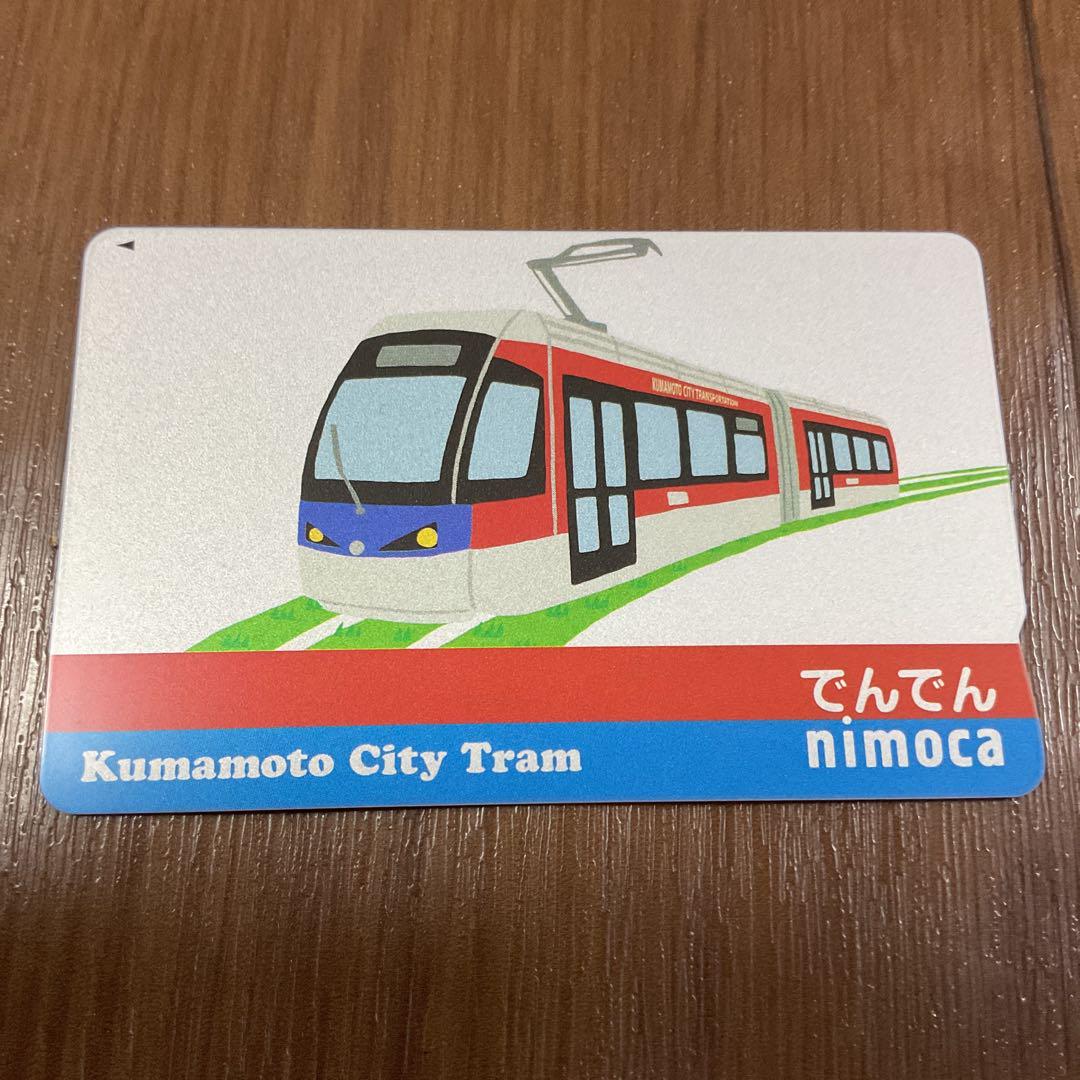 KUMAMOTO CITY TRANSPORTATION
でんでん
nimoca
Kumamoto City Tram